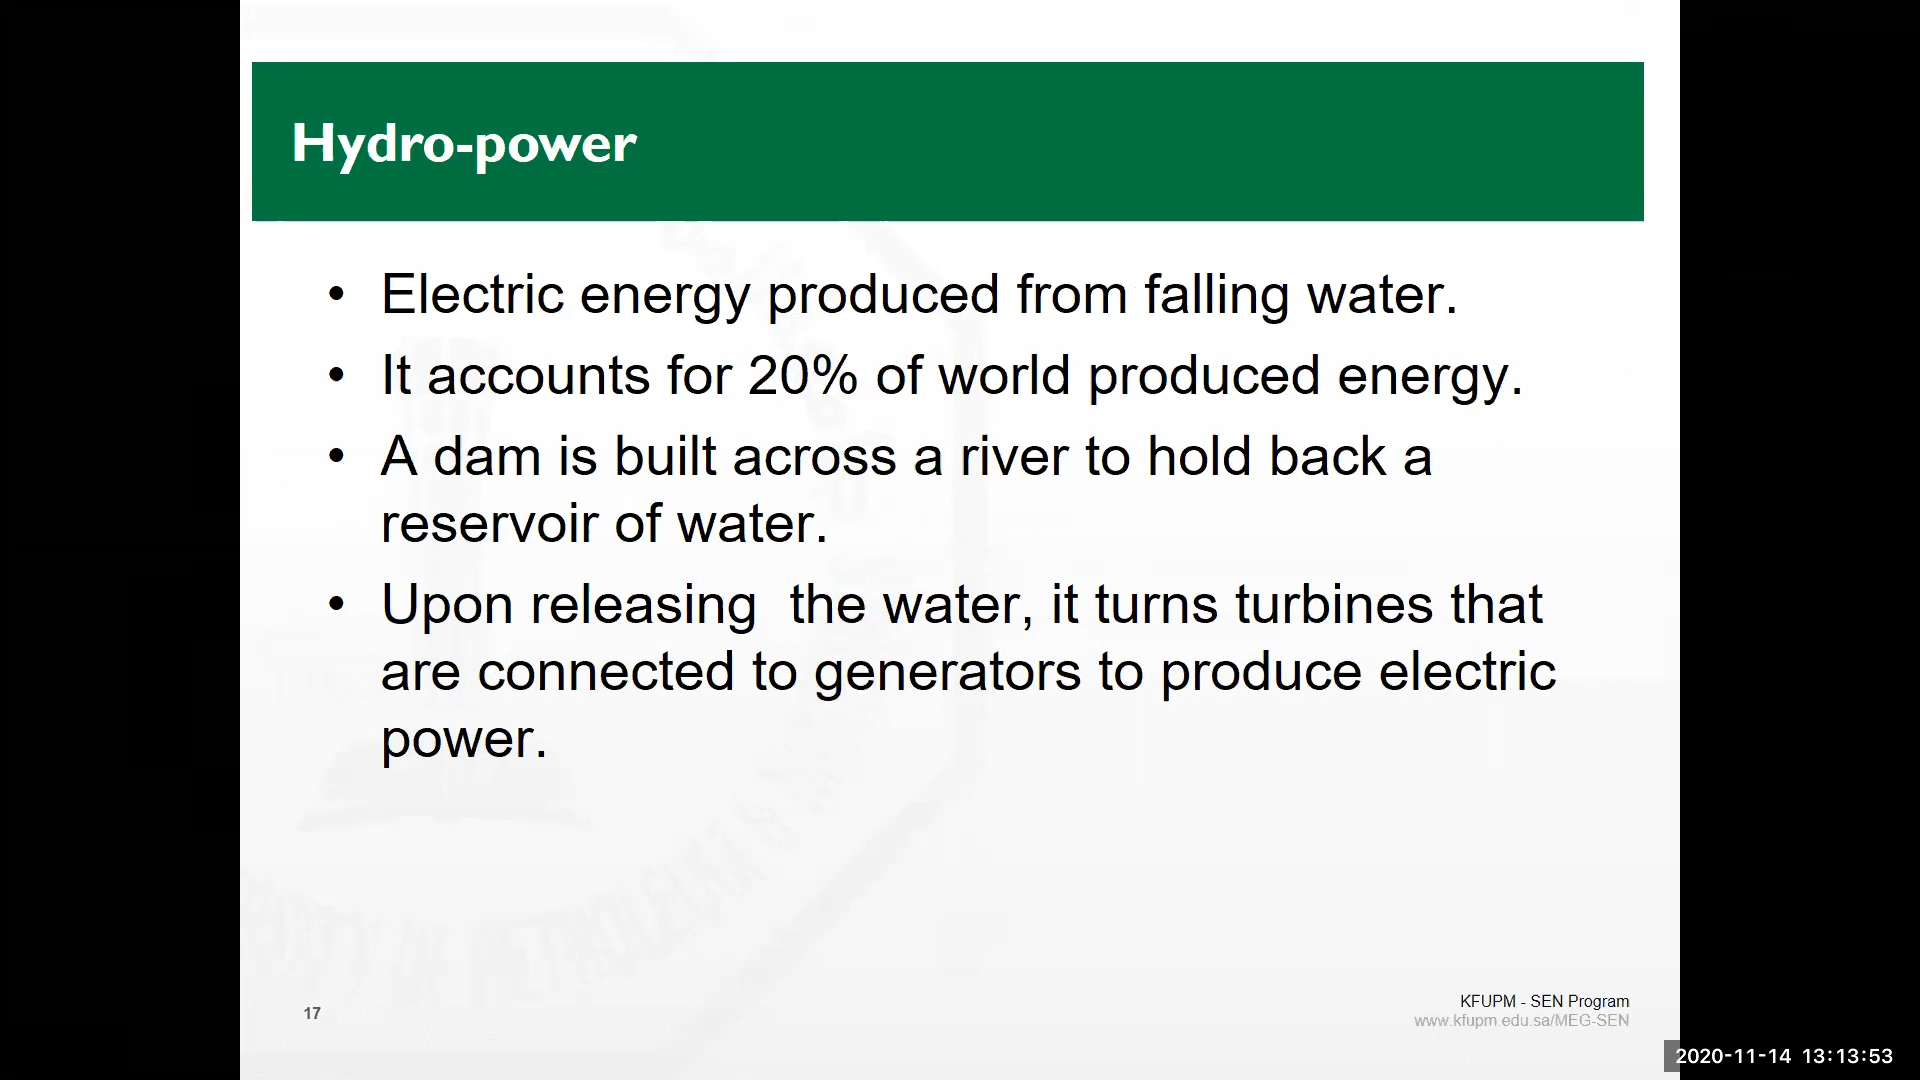 Hydro-power
• Electric energy produced from falling water.
• It accounts for 20% of world produced energy.
• A dam is built across a river to hold back a
reservoir of water.
• Upon releasing  the water, it turns turbines that
are connected to generators to produce electric
power.
17
KFUPM - SEN Program
www.kfupm.edu.sa/MEG-SEN
2020-11-14 13:13:53